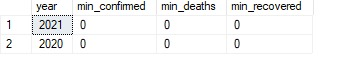 year min_confirmed min_deaths min_recovered
1 2021 0 0 0
2 2020 0 0 0